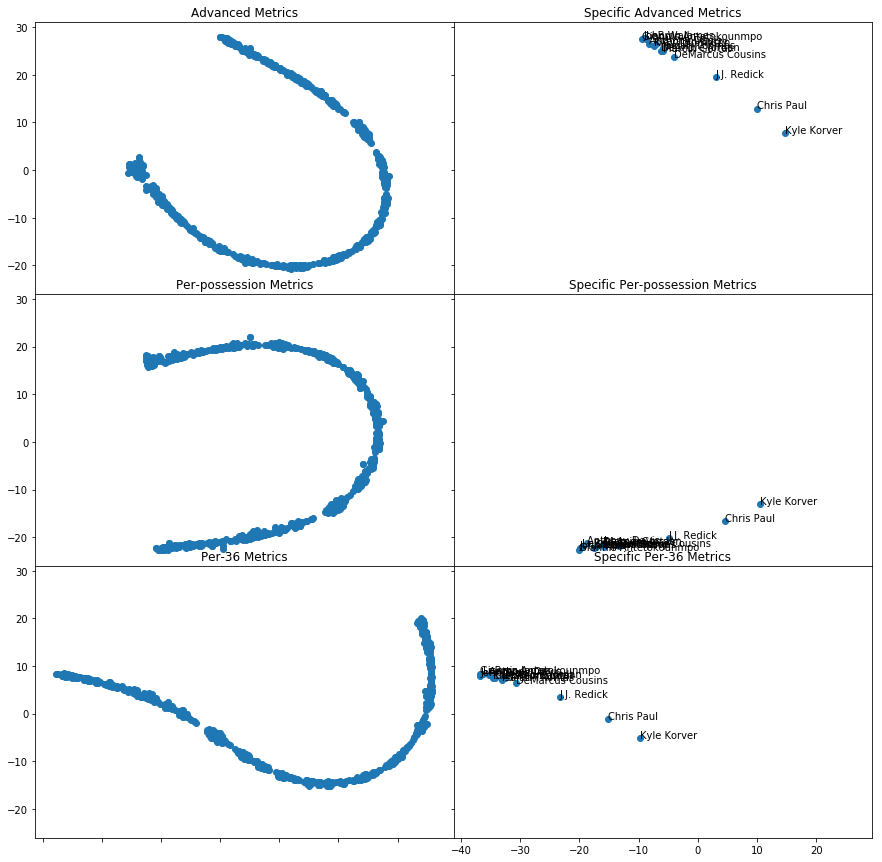 Advanced Metrics
Specific Advanced Metrics
30
20
10
0
−10
−20
DeMarcus Cousins
J.J. Redick
Chris Paul
Kyle Korver
Per-possession Metrics
Specific Per-possession Metrics
30
20
10
0
−10
−20
Kyle Korver
Chris Paul
J.J. Redick
Cousins
Antetokounmpo
Per-36 Metrics
Specific Per-36 Metrics
30
20
10
0
−10
−20
Antetokounmpo
DeMarcus Cousins
J.J. Redick
Chris Paul
Kyle Korver
−40
−30
−20
−10
0
10
20